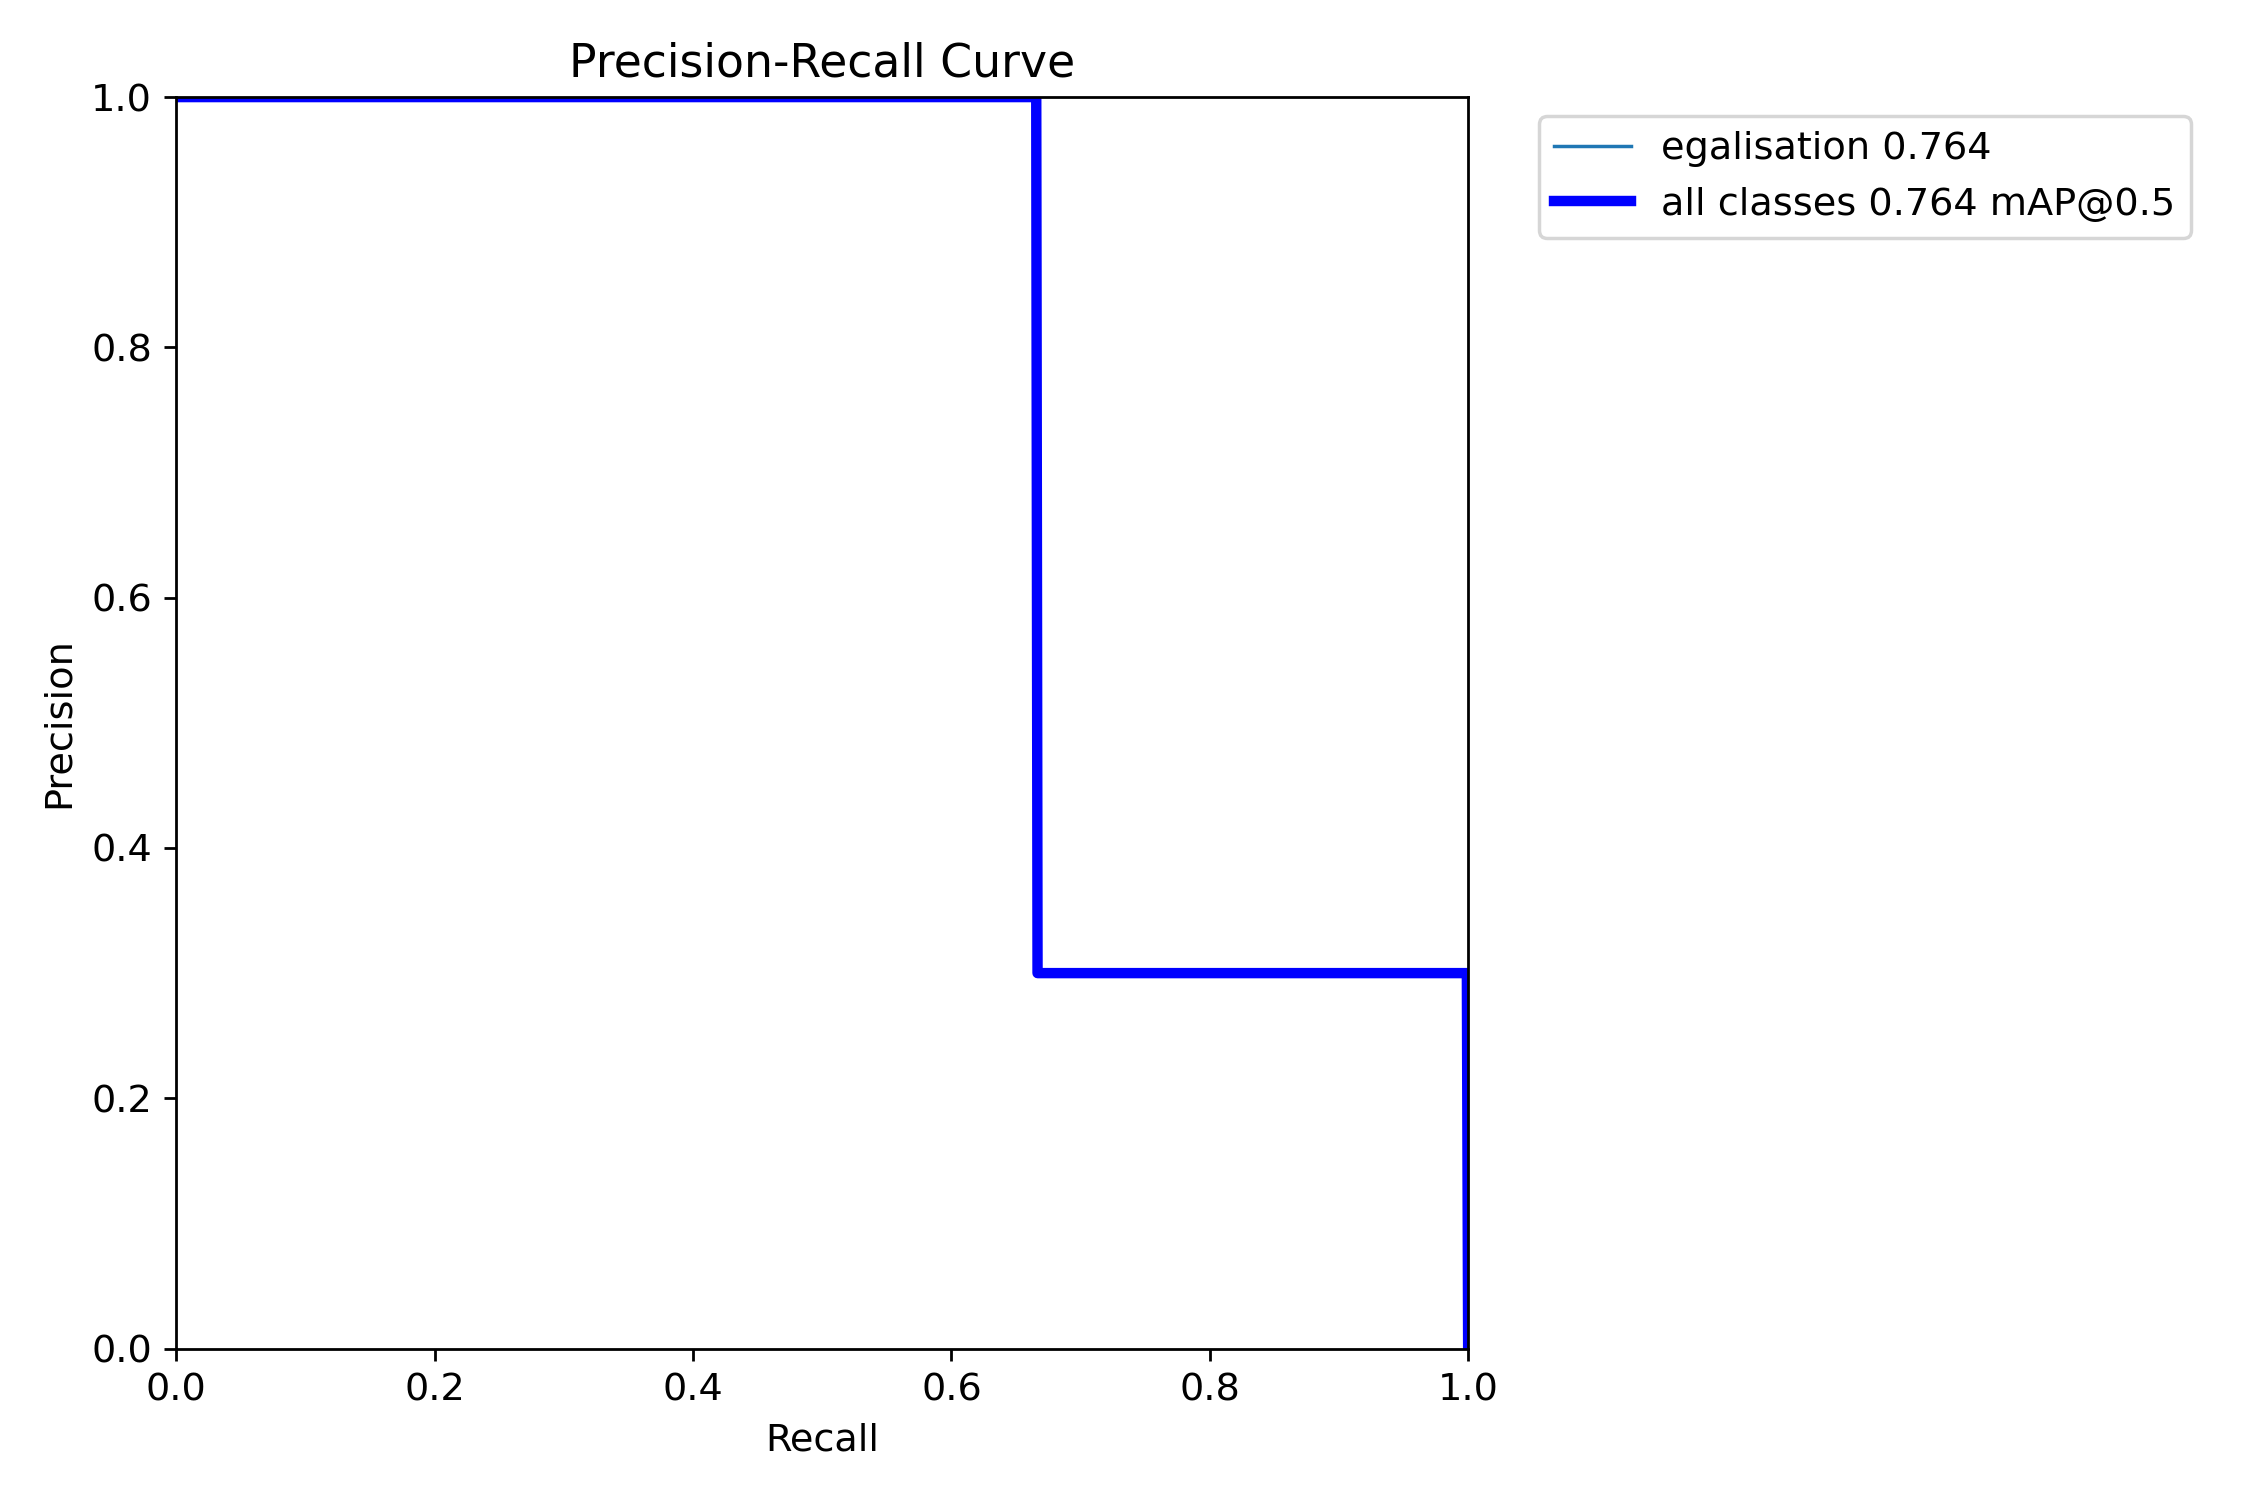 Precision-Recall Curve
egalisation 0.764
all classes 0.764 mAP@0.5
Precision
1.0
0.8
0.6
0.4
0.2
0.0
0.0 0.2 0.4 0.6 0.8 1.0
Recall